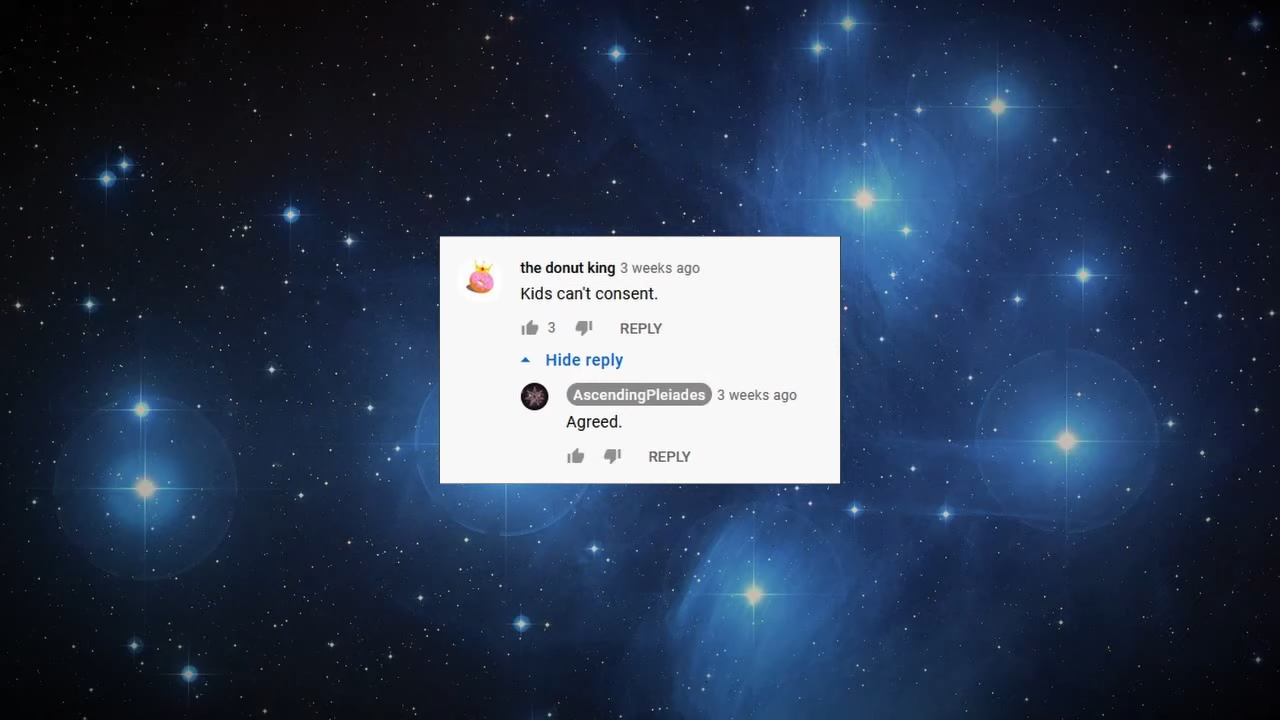 the donut king 3 weeks ago
Kids can't consent.
3 REPLY
Hide reply
AscendingPleiades 3 weeks ago
Agreed.
REPLY